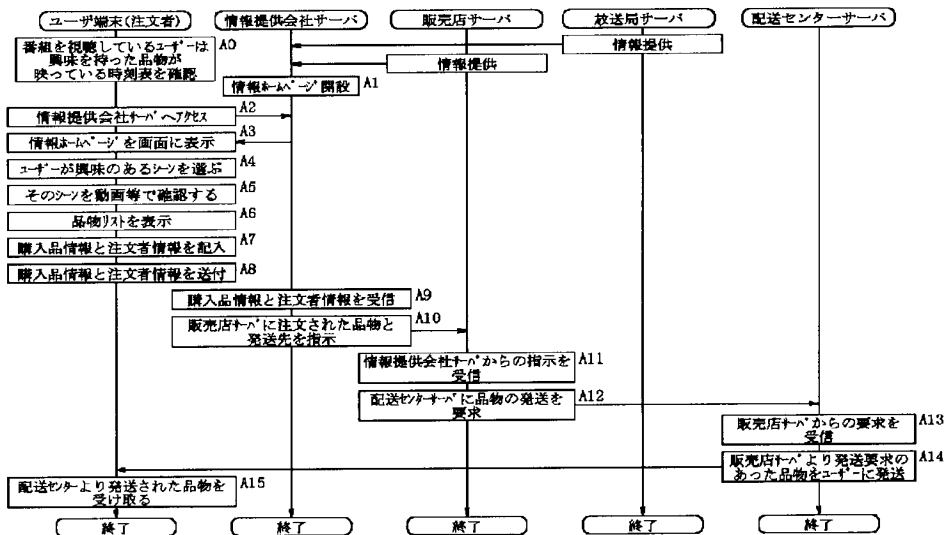 ユーザ端末(注文者)
情報提供会社サーバ
販売店サーバ
放送局サーバ
配送センターサーバ
番組を視聴しているユーザーは
興味を持った品物が
映っている時刻表を確認
A0
情報提供
情報提供
情報ホームページ開設
A1
情報提供会社サーバへアクセス
A2
情報ホームページを画面に表示
A3
ユーザーが興味のあるシーンを選ぶ
A4
そのシーンを動画等で確認する
A5
品物リストを表示
A6
購入品情報と注文者情報を記入
A7
購入品情報と注文者情報を送付
A8
購入品情報と注文者情報を受信
A9
販売店サーバに注文された品物と
発送先を指示
A10
情報提供会社サーバからの指示を
受信
A11
配送センターサーバに品物の発送を
要求
A12
販売店サーバからの要求を
受信
A13
販売店サーバより発送要求の
あった品物をユーザーに発送
A14
配送センターより発送された品物を
受け取る
A15
終了
終了
終了
終了
終了